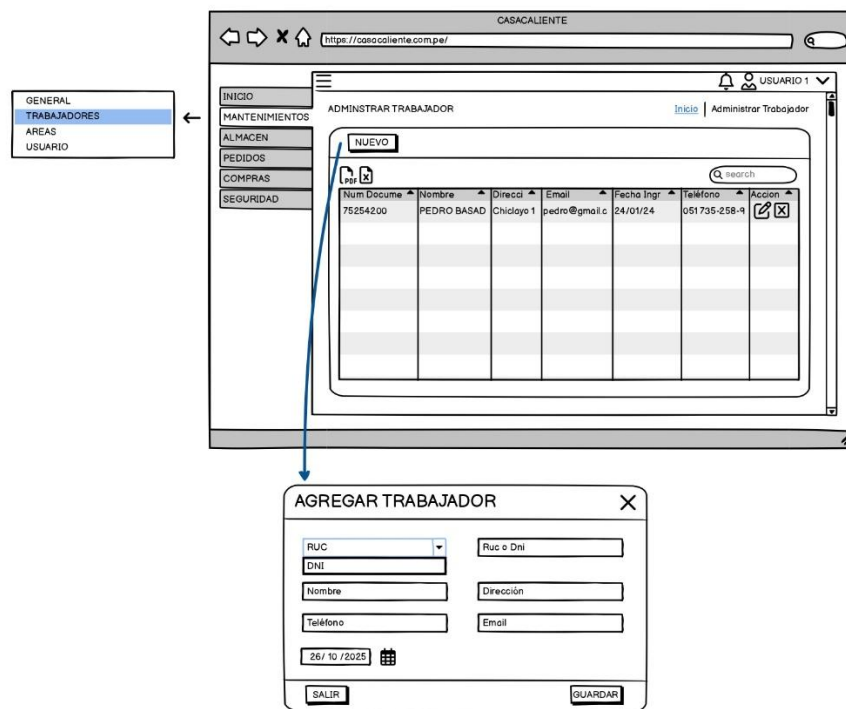 CASACALIENTE
https://casacaliente.com.pe/
USUARIO 1
GENERAL
TRABAJADORES
AREAS
USUARIO
INICIO
MANTENIMIENTOS
ALMACEN
PEDIDOS
COMPRAS
SEGURIDAD
ADMINSTRAR TRABAJADOR
Inicio | Administrar Trabajador
NUEVO
PDF
search
Num Docume Nombre Direcci Email Fecha Ingr Teléfono Accion
75254200 PEDRO BASAD Chiclayo 1 pedro@gmail.c 24/01/24 051735-258-9
AGREGAR TRABAJADOR
RUC Ruc o Dni
DNI
Nombre Dirección
Teléfono Email
26/ 10 /2025
SALIR GUARDAR